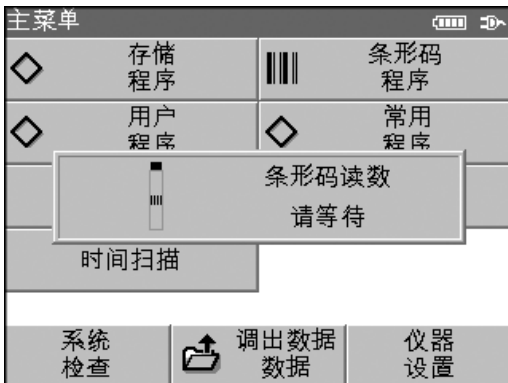 主菜单
存储
程序
条形码
程序
用户
程序
常用
程序
条形码读数
请等待
时间扫描
系统
检查
调出数据
数据
仪器
设置